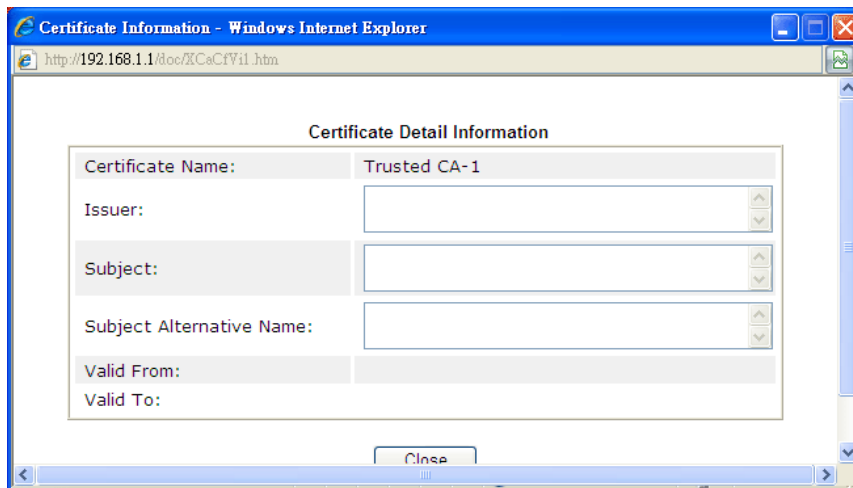 Certificate Information - Windows Internet Explorer
http://192.168.1.1/doc/XCaCfVi1.htm
Certificate Detail Information
Certificate Name: Trusted CA-1
Issuer:
Subject:
Subject Alternative Name:
Valid From:
Valid To:
Close